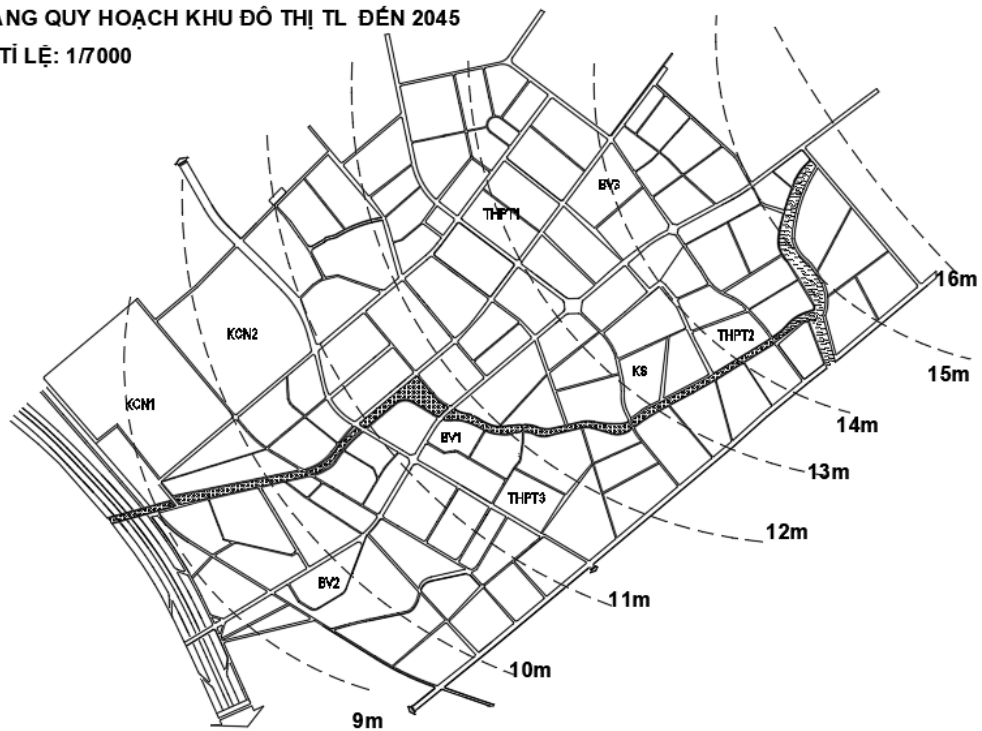 ẰNG QUY HOẠCH KHU ĐÔ THỊ TL ĐẾN 2045
TỈ LỆ: 1/7000
BV3
THPT1
16m
KCN2
THPT2
KS
15m
KCN1
14m
BV1
13m
THPT3
12m
BV2
11m
10m
9m